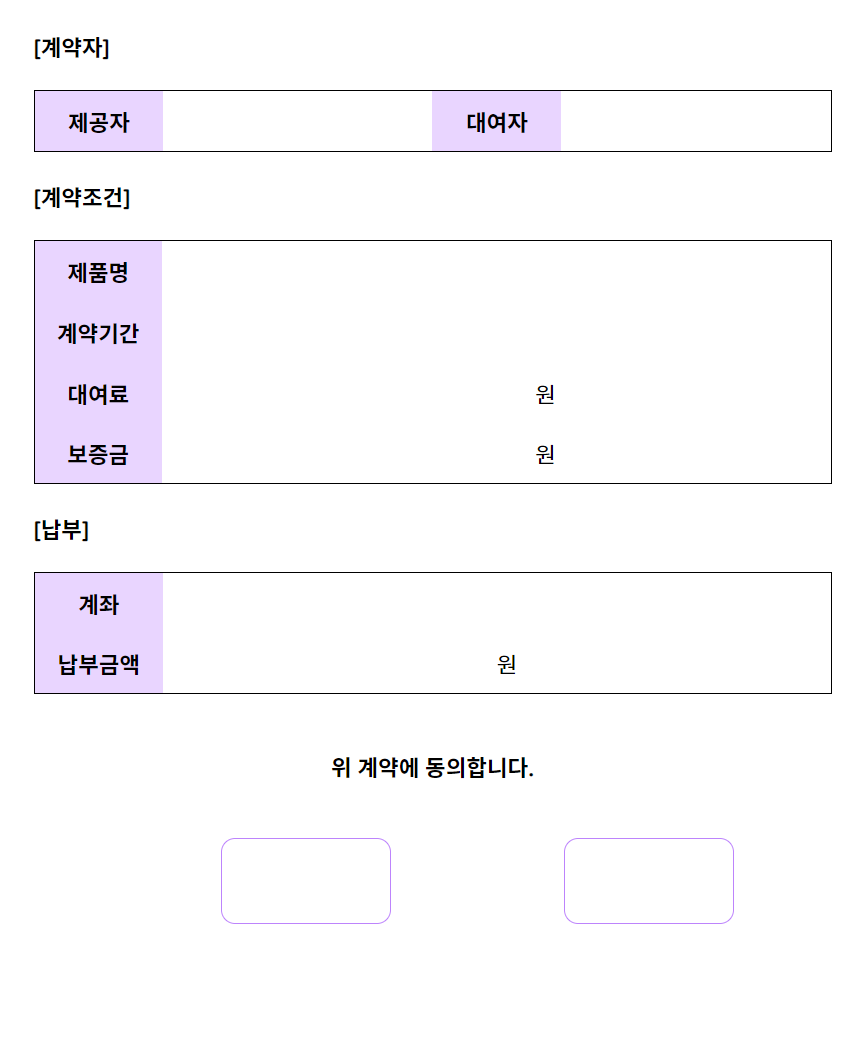 [계약자]
제공자 대여자
[계약조건]
제품명
계약기간
대여료 원
보증금 원
[납부]
계좌
납부금액 원
위 계약에 동의합니다.